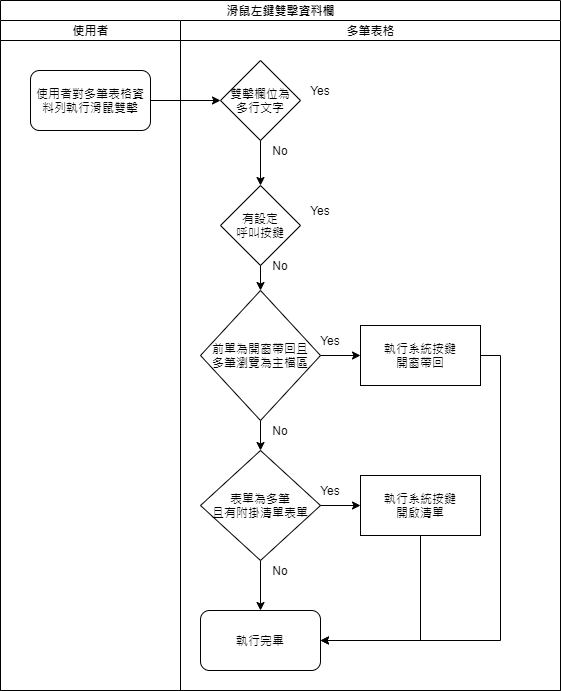 滑鼠左鍵雙擊資料欄
使用者
多筆表格
使用者對多筆表格資
料列執行滑鼠雙擊
雙擊欄位為
多行文字
Yes
No
有設定
呼叫按鍵
Yes
No
前單為開窗帶回且
多筆瀏覽為主檔區
Yes
執行系統按鍵
開窗帶回
No
表單為多筆
且有附掛清單表單
Yes
執行系統按鍵
開啟清單
No
執行完畢